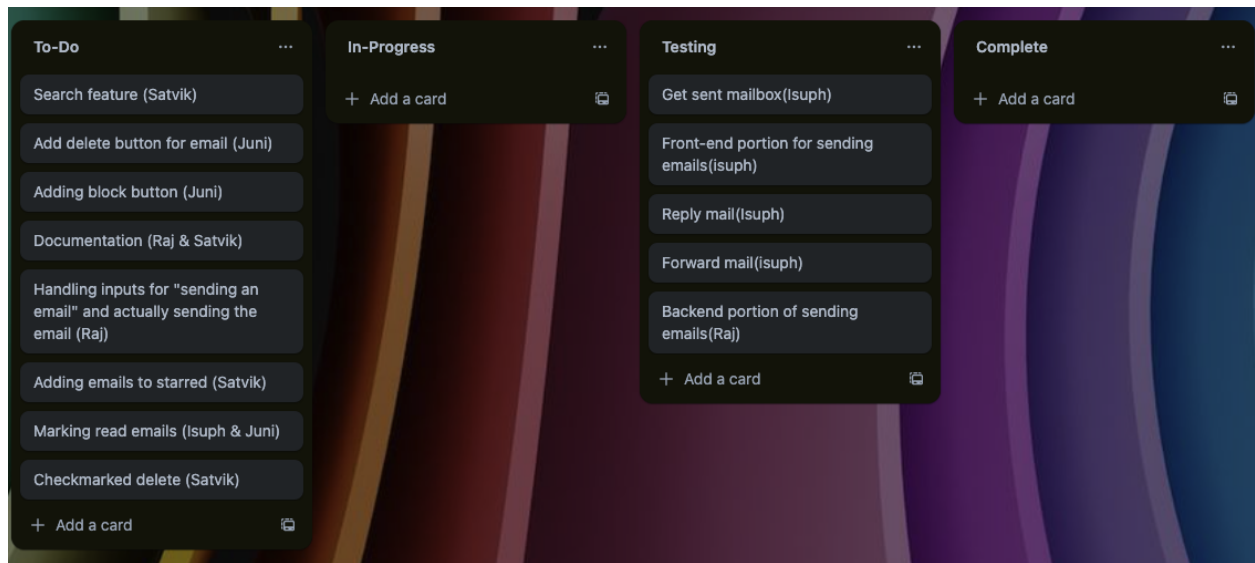 To-Do
Search feature (Satvik)
Add delete button for email (Juni)
Adding block button (Juni)
Documentation (Raj & Satvik)
Handling inputs for "sending an
email" and actually sending the
email (Raj)
Adding emails to starred (Satvik)
Marking read emails (Isuph & Juni)
Checkmarked delete (Satvik)
+ Add a card
In-Progress
+ Add a card
Testing
Get sent mailbox(Isuph)
Front-end portion for sending
emails(isuph)
Reply mail(Isuph)
Forward mail(isuph)
Backend portion of sending
emails(Raj)
+ Add a card
Complete
+ Add a card